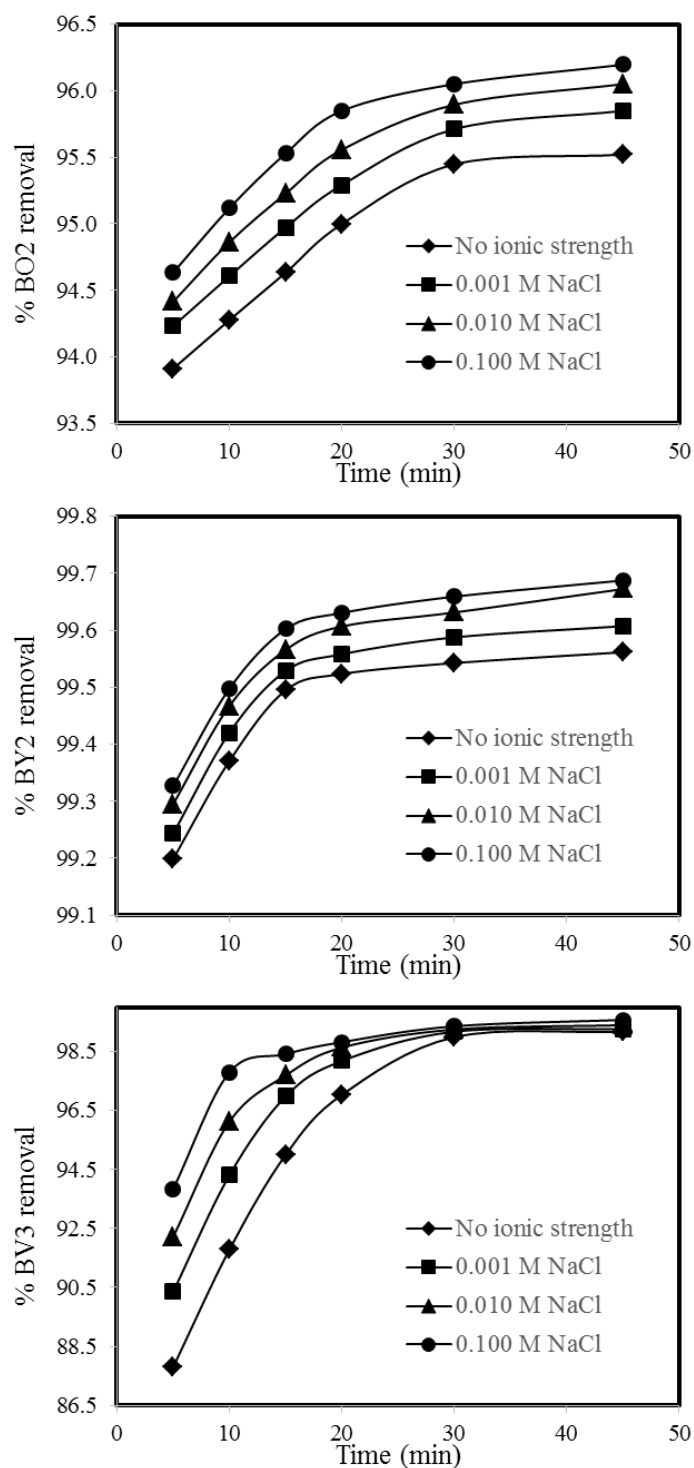 % BO2 removal
96.5
96.0
95.5
95.0
94.5
94.0
93.5
No ionic strength
0.001 M NaCl
0.010 M NaCl
0.100 M NaCl
0 10 20 30 40 50
Time (min)
% BY2 removal
99.8
99.7
99.6
99.5
99.4
99.3
99.2
99.1
No ionic strength
0.001 M NaCl
0.010 M NaCl
0.100 M NaCl
0 10 20 30 40 50
Time (min)
% BV3 removal
98.5
96.5
94.5
92.5
90.5
88.5
86.5
No ionic strength
0.001 M NaCl
0.010 M NaCl
0.100 M NaCl
0 10 20 30 40 50
Time (min)